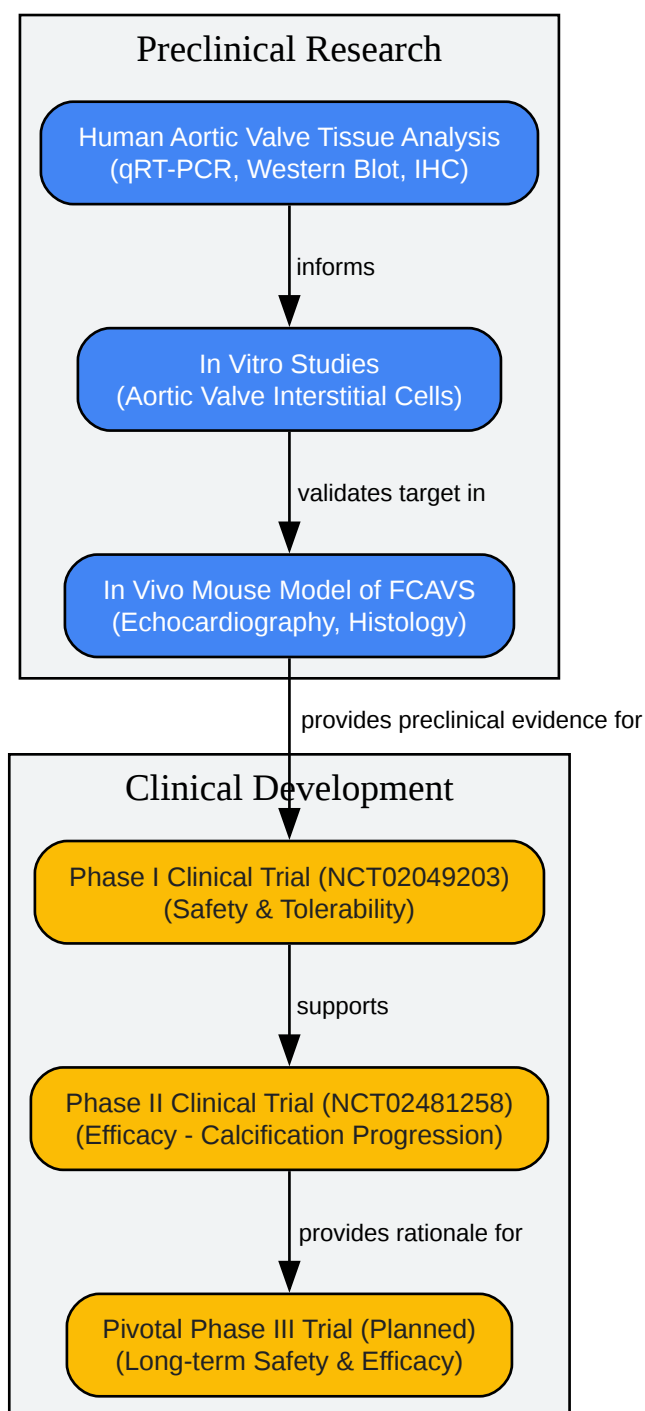 Preclinical Research
Human Aortic Valve Tissue Analysis
(qRT-PCR, Western Blot, IHC)
informs
In Vitro Studies
(Aortic Valve Interstitial Cells)
validates target in
In Vivo Mouse Model of FCAVS
(Echocardiography, Histology)
provides preclinical evidence for
Clinical Development
Phase I Clinical Trial (NCT02049203)
(Safety & Tolerability)
supports
Phase II Clinical Trial (NCT02481258)
(Efficacy - Calcification Progression)
provides rationale for
Pivotal Phase III Trial (Planned)
(Long-term Safety & Efficacy)